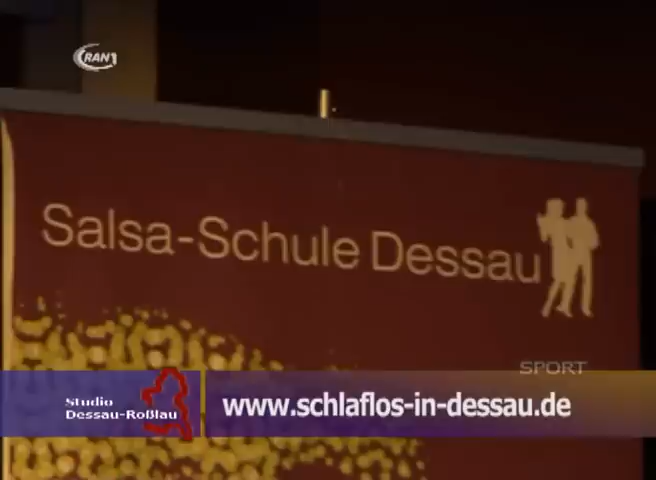 RAN1
Salsa-Schule Dessau
SPORT
Studio
Dessau-Roßlau
www.schlaflos-in-dessau.de